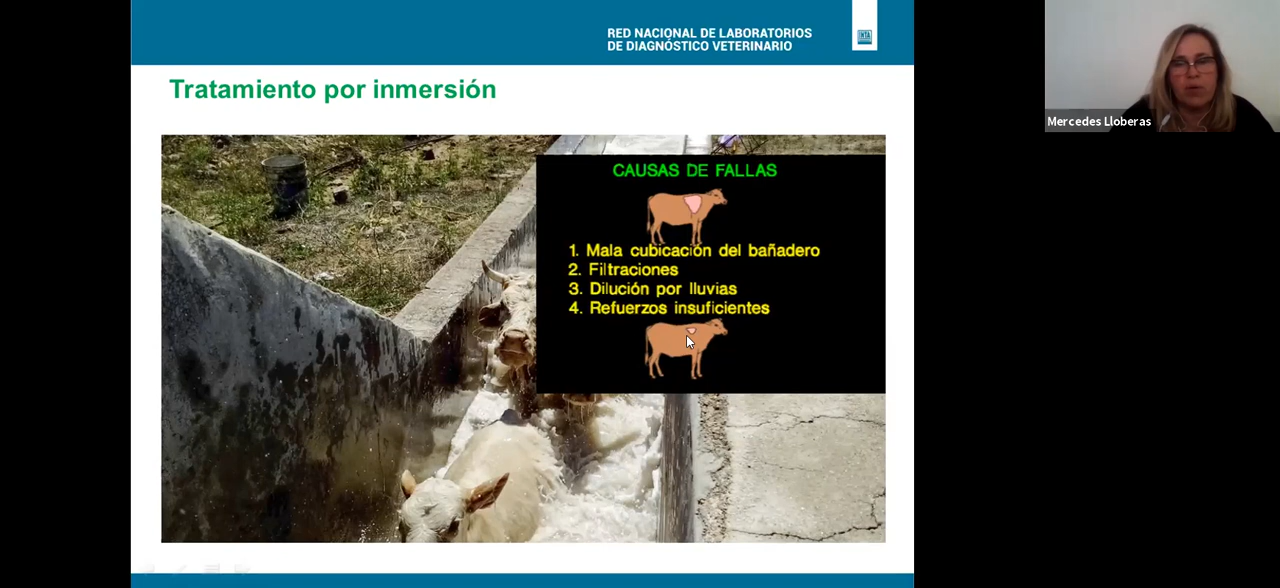 RED NACIONAL DE LABORATORIOS
DE DIAGNÓSTICO VETERINARIO
INTA
Tratamiento por inmersión
CAUSAS DE FALLAS
1. Mala cubicación del bañadero
2. Filtraciones
3. Dilución por lluvias
4. Refuerzos insuficientes
Mercedes Lloberas